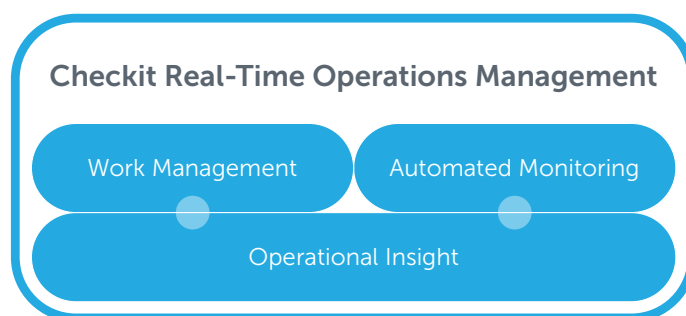 Checkit Real-Time Operations Management
Work Management
Automated Monitoring
Operational Insight